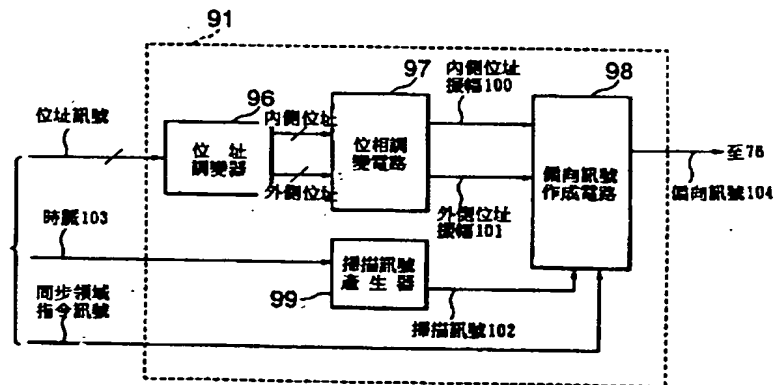 91
位址訊號
96
位址
調變器
內側位址
外側位址
97
位相調
變電路
內側位址
振幅100
外側位址
振幅101
98
偏向訊號
作成電路
至76
偏向訊號104
時脈103
掃描訊號
產生器
99
掃描訊號102
同步領域
指令訊號